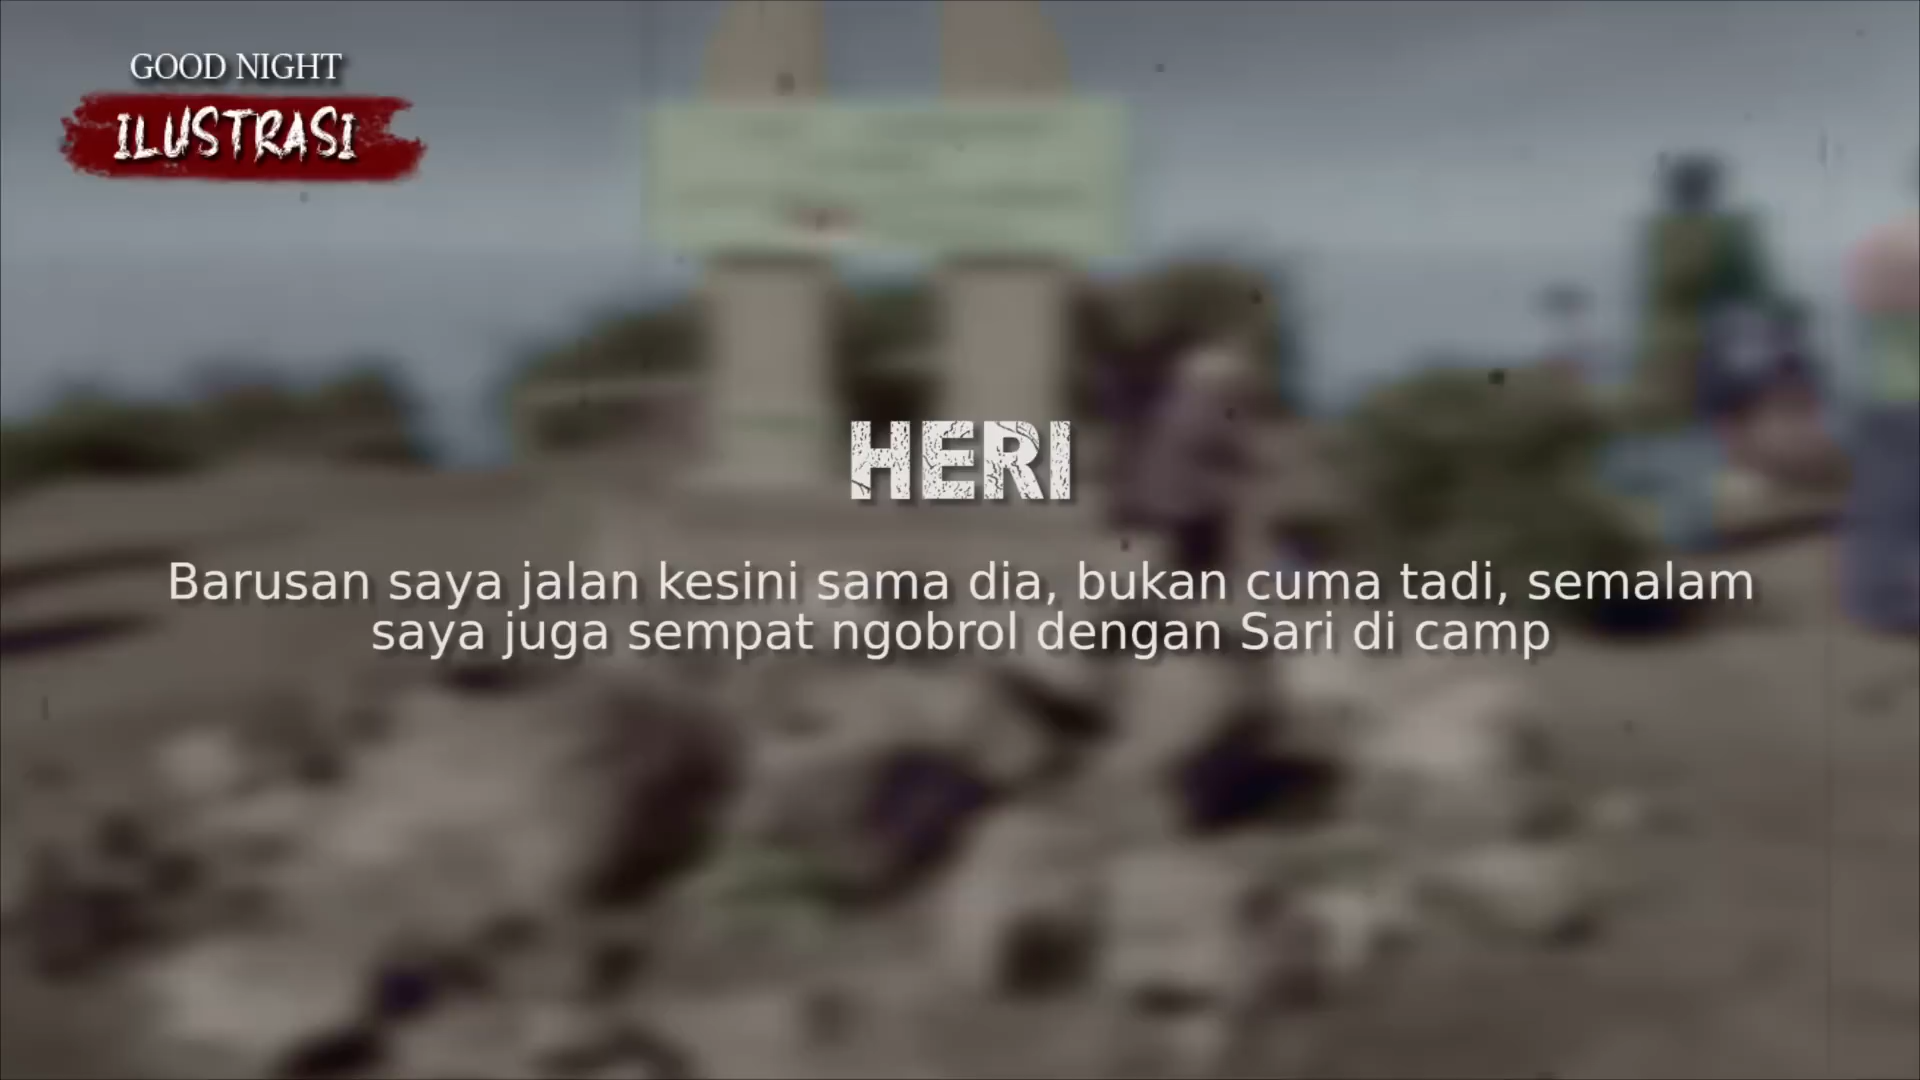 GOOD NIGHT
ILUSTRASI
HERI
Barusan saya jalan kesini sama dia, bukan cuma tadi, semalam
saya juga sempat ngobrol dengan Sari di camp